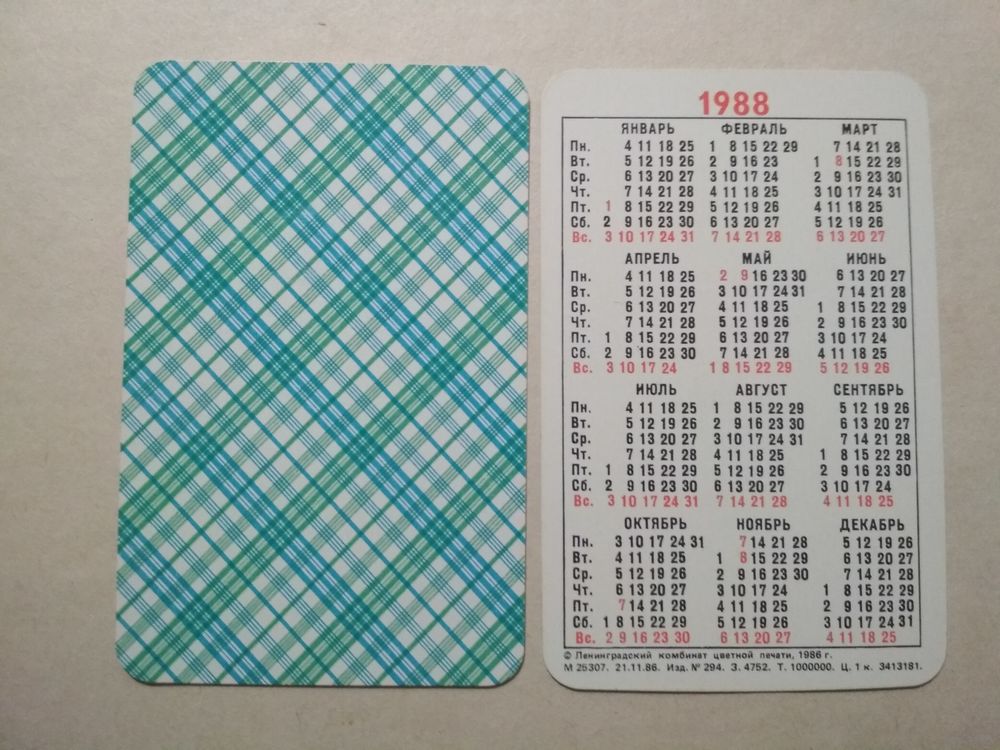 1988
ЯНВАРЬ ФЕВРАЛЬ МАРТ
Пн. 4 11 18 25 1 8 15 22 29 7 14 21 28
Вт. 5 12 19 26 2 9 16 23 1 8 15 22 29
Ср. 6 13 20 27 3 10 17 24 2 9 16 23 30
Чт. 7 14 21 28 4 11 18 25 3 10 17 24 31
Пт. 1 8 15 22 29 5 12 19 26 4 11 18 25
Сб. 2 9 16 23 30 6 13 20 27 5 12 19 26
Вс. 3 10 17 24 31 7 14 21 28 6 13 20 27
АПРЕЛЬ МАЙ ИЮНЬ
Пн. 4 11 18 25 2 9 16 23 30 6 13 20 27
Вт. 5 12 19 26 3 10 17 24 31 7 14 21 28
Ср. 6 13 20 27 4 11 18 25 1 8 15 22 29
Чт. 7 14 21 28 5 12 19 26 2 9 16 23 30
Пт. 1 8 15 22 29 6 13 20 27 3 10 17 24
Сб. 2 9 16 23 30 7 14 21 28 4 11 18 25
Вс. 3 10 17 24 1 8 15 22 29 5 12 19 26
ИЮЛЬ АВГУСТ СЕНТЯБРЬ
Пн. 4 11 18 25 1 8 15 22 29 5 12 19 26
Вт. 5 12 19 26 2 9 16 23 30 6 13 20 27
Ср. 6 13 20 27 3 10 17 24 31 7 14 21 28
Чт. 7 14 21 28 4 11 18 25 1 8 15 22 29
Пт. 1 8 15 22 29 5 12 19 26 2 9 16 23 30
Сб. 2 9 16 23 30 6 13 20 27 3 10 17 24
Вс. 3 10 17 24 31 7 14 21 28 4 11 18 25
ОКТЯБРЬ НОЯБРЬ ДЕКАБРЬ
Пн. 3 10 17 24 31 7 14 21 28 5 12 19 26
Вт. 4 11 18 25 1 8 15 22 29 6 13 20 27
Ср. 5 12 19 26 2 9 16 23 30 7 14 21 28
Чт. 6 13 20 27 3 10 17 24 1 8 15 22 29
Пт. 7 14 21 28 4 11 18 25 2 9 16 23 30
Сб. 1 8 15 22 29 5 12 19 26 3 10 17 24 31
Вс. 2 9 16 23 30 6 13 20 27 4 11 18 25
© Ленинградский комбинат цветной печати, 1986 г.
М 25307. 21.11.86. Изд. № 294. З. 4752. Т. 1000000. Ц. 1 к. 3413181.